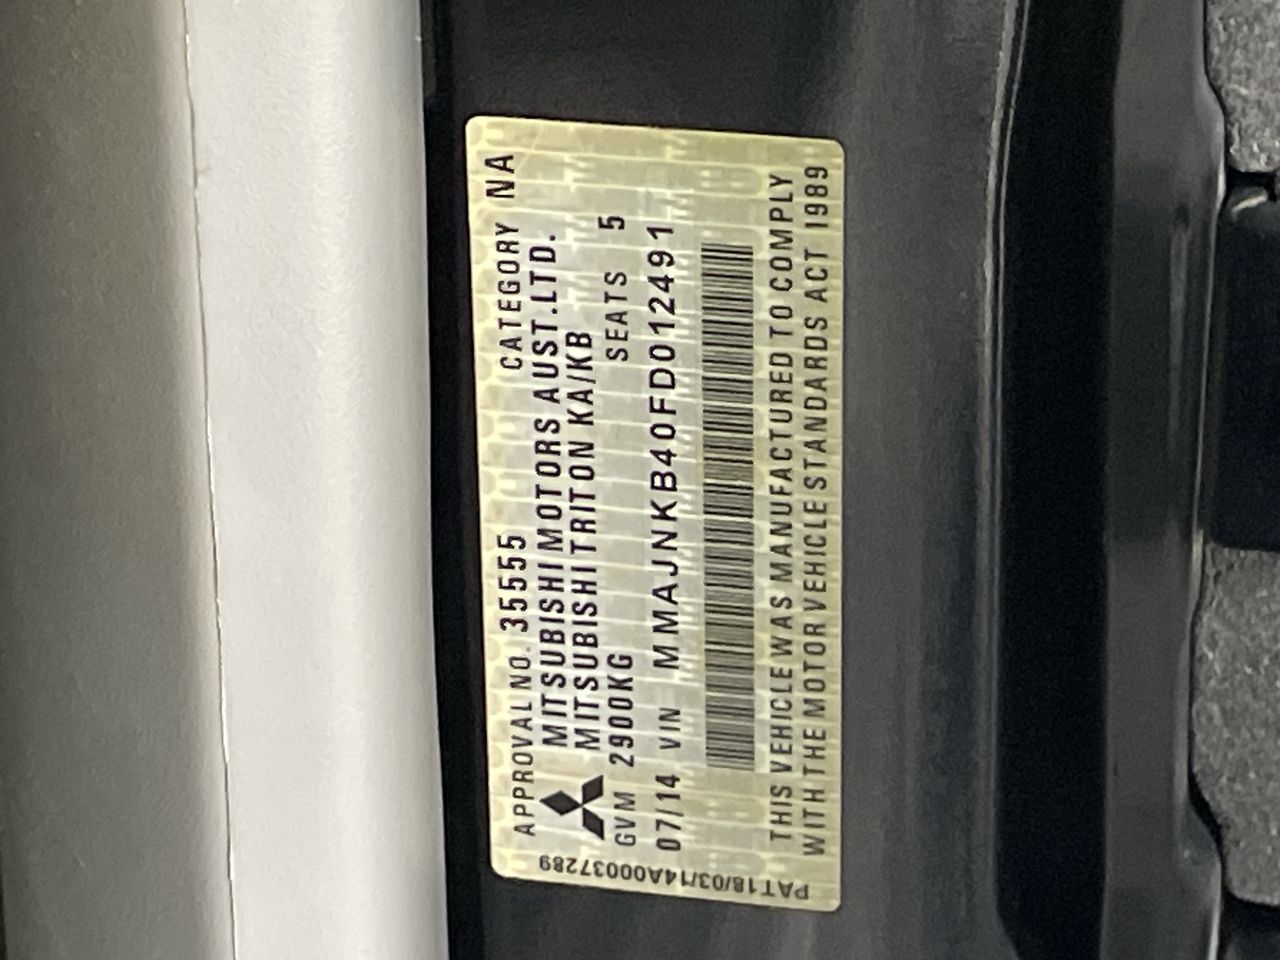 APPROVAL NO. 35555 CATEGORY NA
MITSUBISHI MOTORS AUST.LTD.
MITSUBISHI TRITON KA/KB
GVM 2900KG SEATS 5
07/14 VIN MMAJNKB40FD012491
THIS VEHICLE WAS MANUFACTURED TO COMPLY
WITH THE MOTOR VEHICLE STANDARDS ACT 1989
PAT18/03/14A00037289